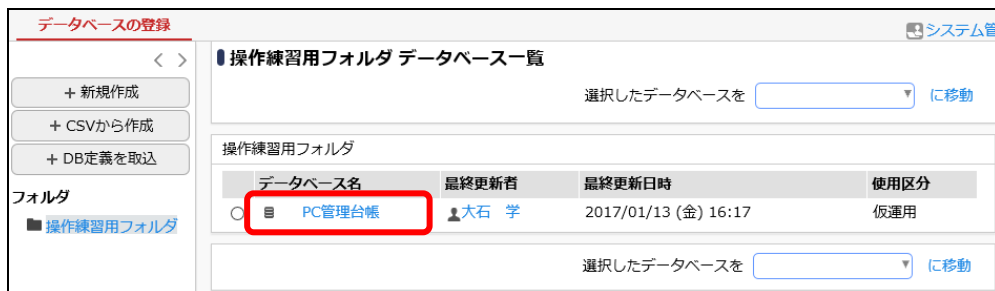 データベースの登録
システム管
< >
操作練習用フォルダ データベース一覧
+ 新規作成
選択したデータベースを に移動
+ CSVから作成
+ DB定義を取込
操作練習用フォルダ
データベース名 最終更新者 最終更新日時 使用区分
フォルダ
PC管理台帳 大石 学 2017/01/13 (金) 16:17 仮運用
操作練習用フォルダ
選択したデータベースを に移動